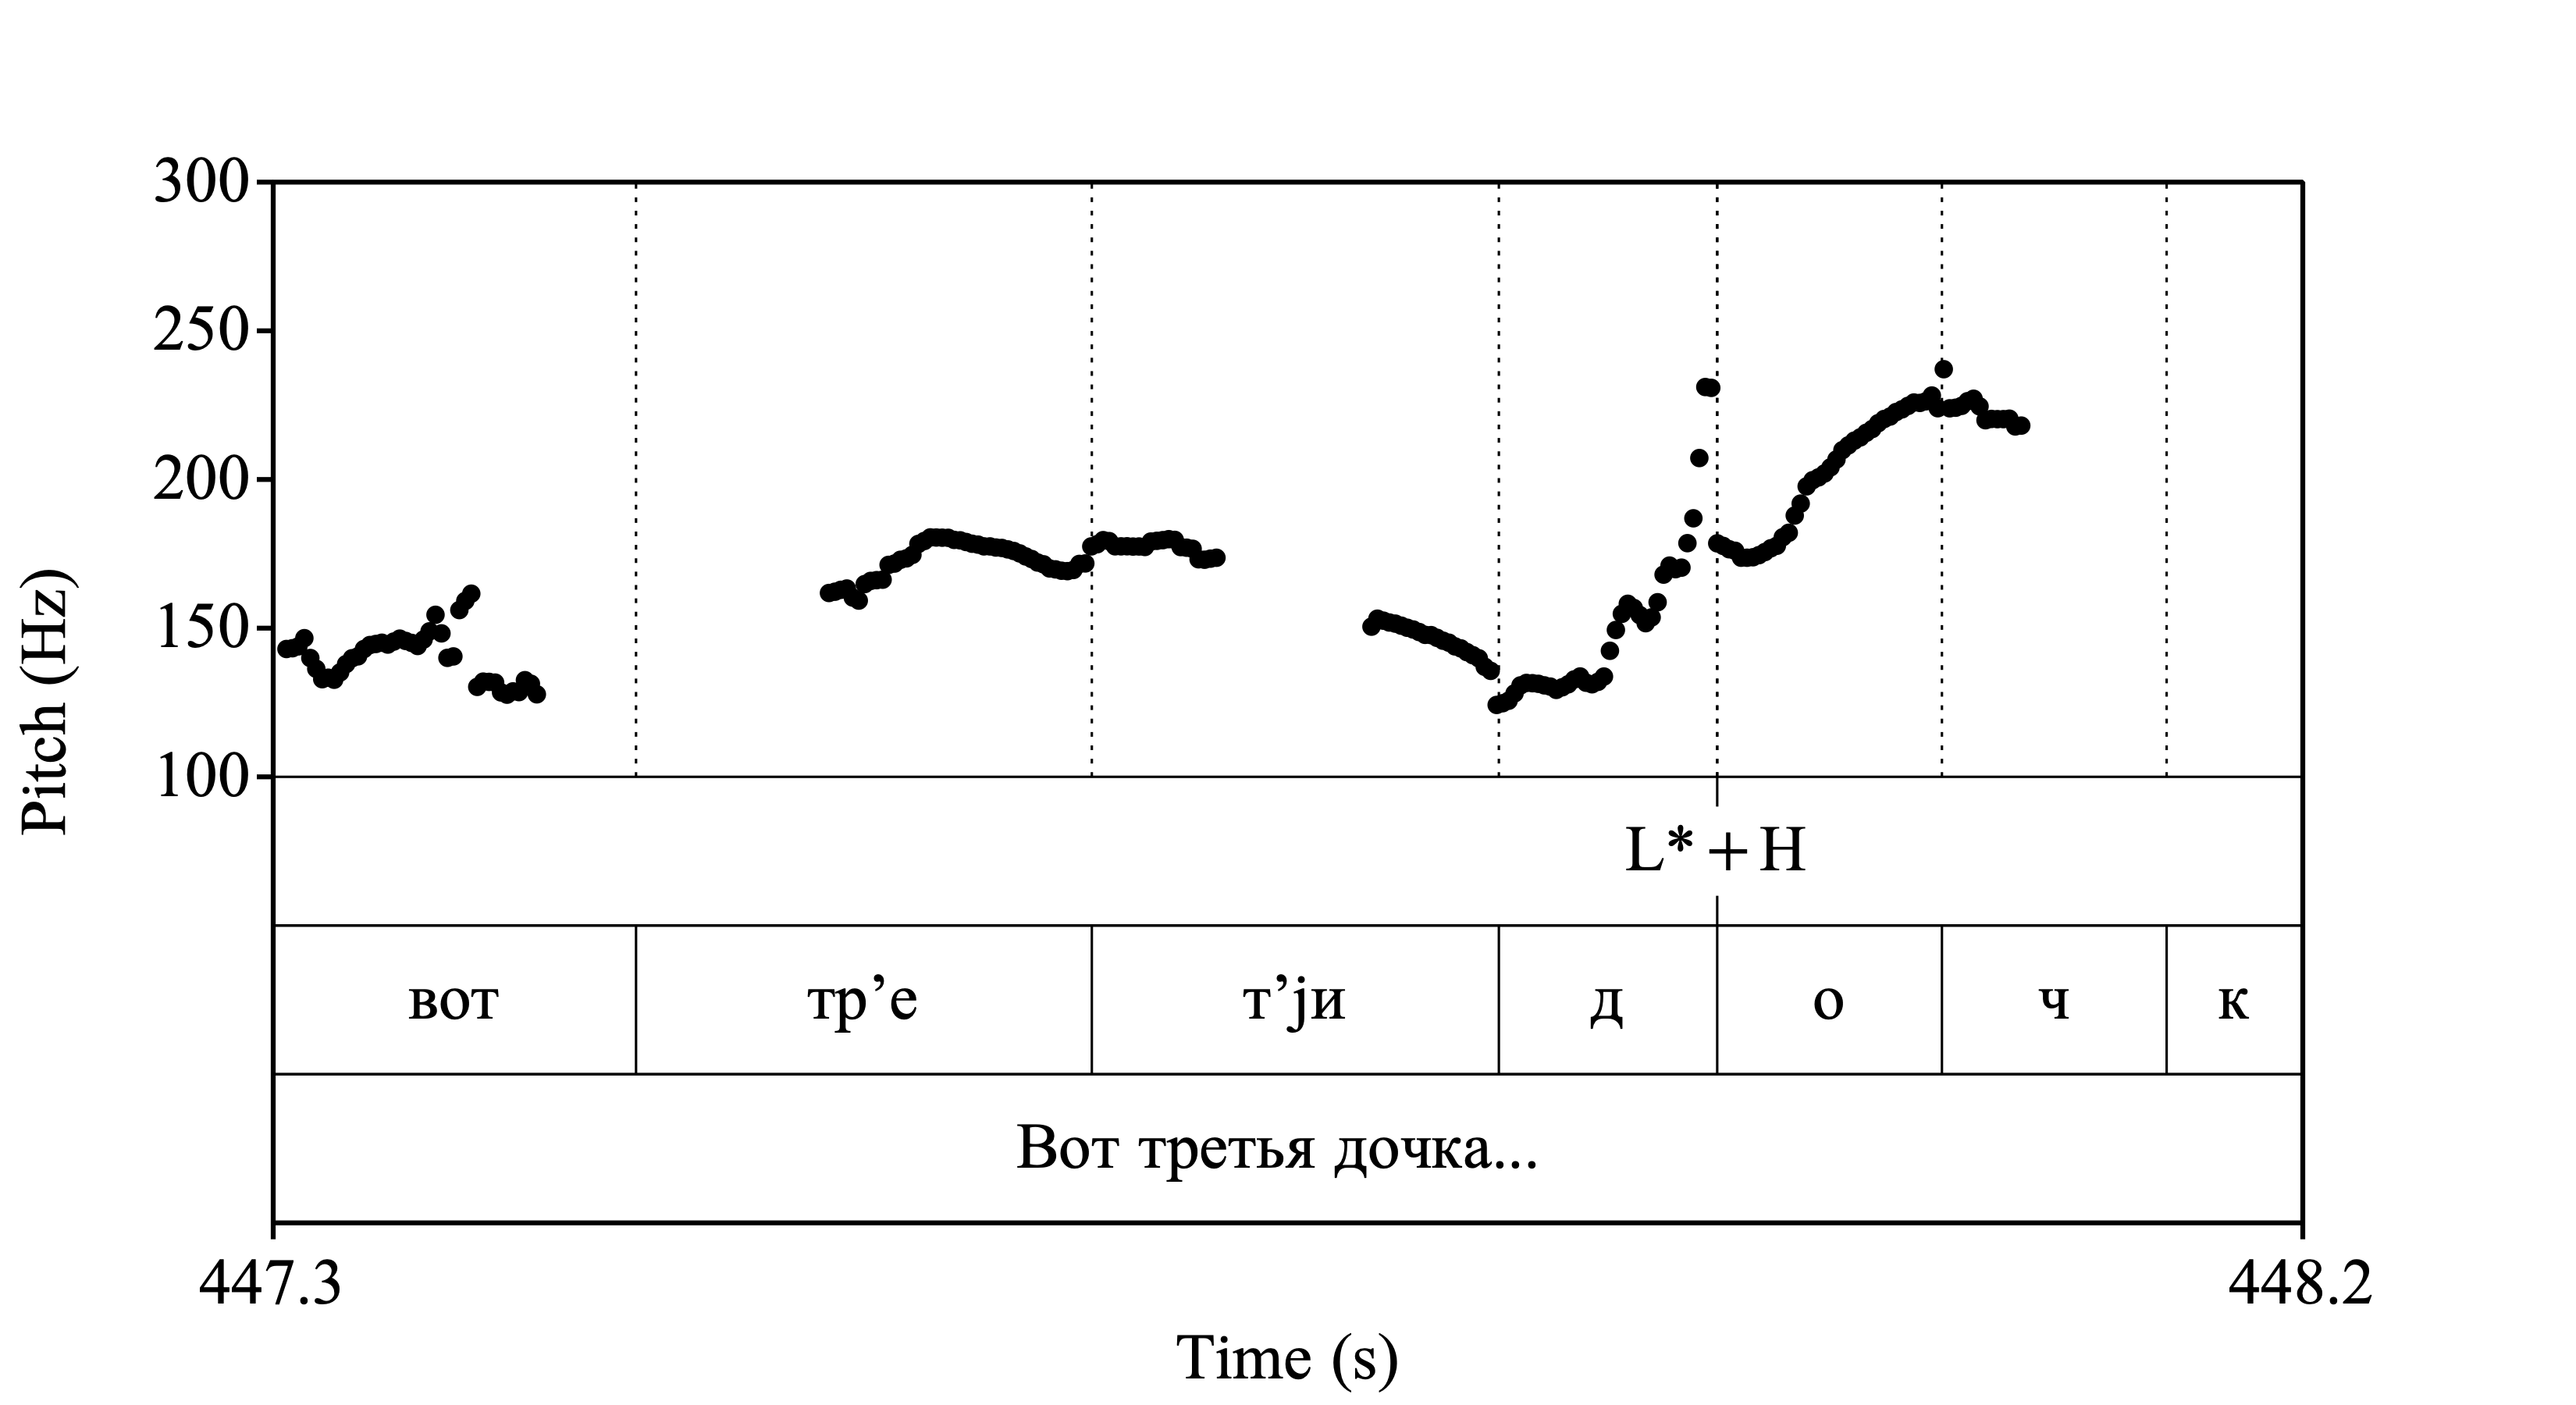 300
250
200
150
100
Pitch (Hz)
L*+H
вот тр’е т’jи д о ч к
Вот третья дочка...
447.3 448.2
Time (s)